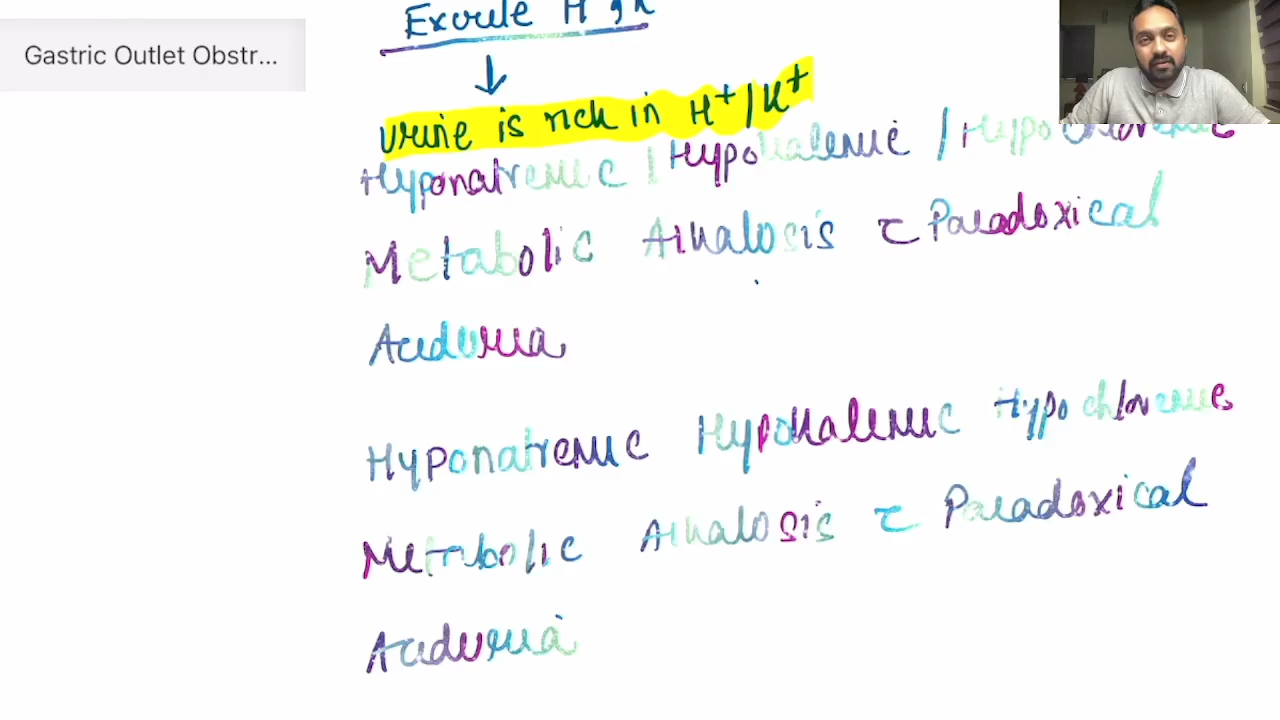 Gastric Outlet Obstr...
Excrete H+ & K
↓
Urine is rich in H+/K+
Hyponatremic / Hypokalemic / Hypochloremic
Metabolic Alkalosis c Paradoxical
Aciduria
Hyponatremic Hypokalemic Hypochloremic
Metabolic Alkalosis c Paradoxical
Aciduria